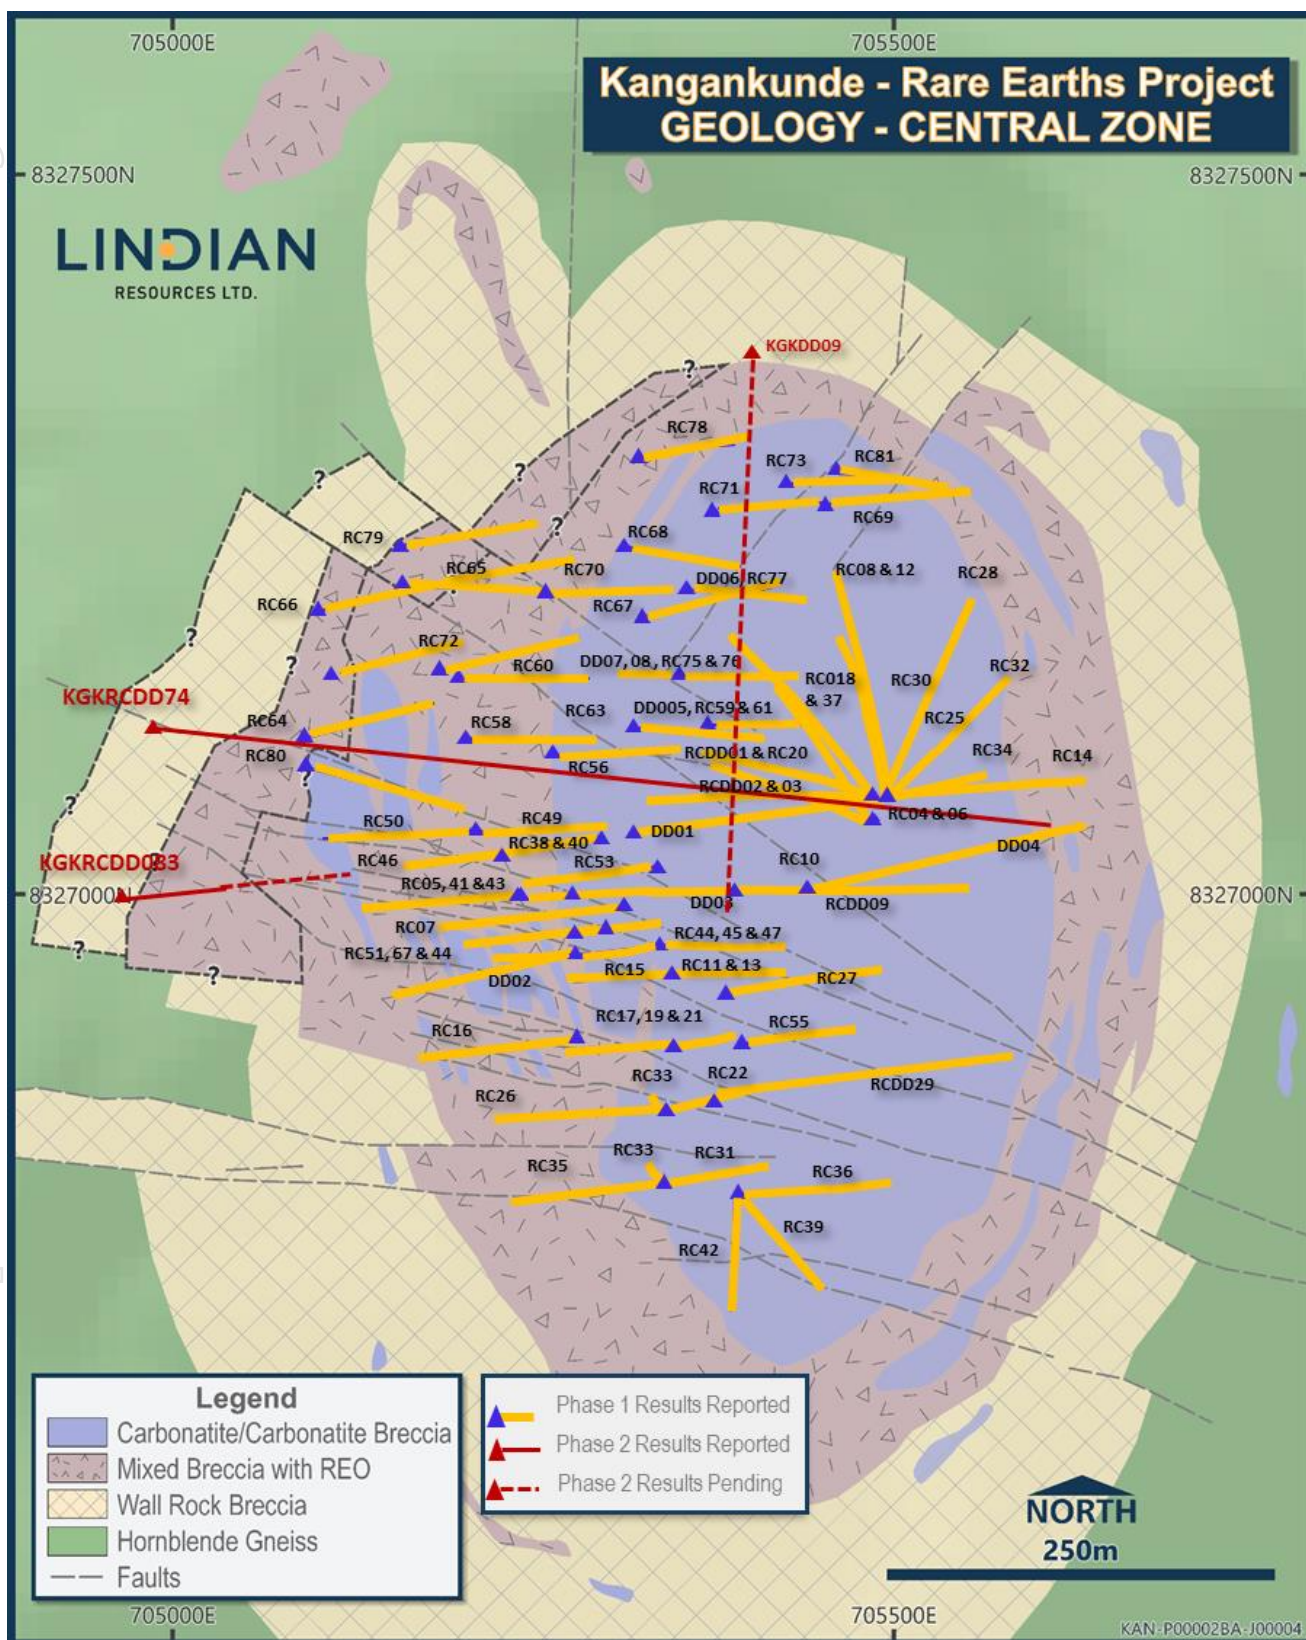 705000E
705500E
Kangankunde - Rare Earths Project
GEOLOGY - CENTRAL ZONE
8327500N
8327500N
LINDIAN
RESOURCES LTD.
KGKDD09
?
RC78
RC73
RC81
RC71
RC69
?
?
?
RC79
RC68
RC65
RC70
DD06, RC77
RC08 & 12
RC28
RC66
RC67
?
?
?
RC72
RC60
DD07, 08, RC75 & 76
RC018
& 37
RC30
RC32
KGKRCDD74
RC64
RC58
RC63
DD005, RC59 & 61
RC25
RC80
RC56
RCDD01 & RC20
RC34
RC14
?
?
RCDD02 & 03
RC04 & 06
RC50
RC49
DD01
DD04
RC46
RC38 & 40
RC53
RC10
KGKRCDD083
?
RC05, 41 &43
8327000N
DD03
RCDD09
8327000N
RC07
RC44, 45 & 47
?
RC51, 67 & 44
?
DD02
RC15
RC11 & 13
RC27
RC17, 19 & 21
RC16
RC55
RC33
RC22
RCDD29
RC26
RC33
RC31
RC35
RC36
RC39
RC42
Legend
Carbonatite/Carbonatite Breccia
Mixed Breccia with REO
Wall Rock Breccia
Hornblende Gneiss
Faults
Phase 1 Results Reported
Phase 2 Results Reported
Phase 2 Results Pending
NORTH
250m
705000E
705500E
KAN-P00002BA-J00004